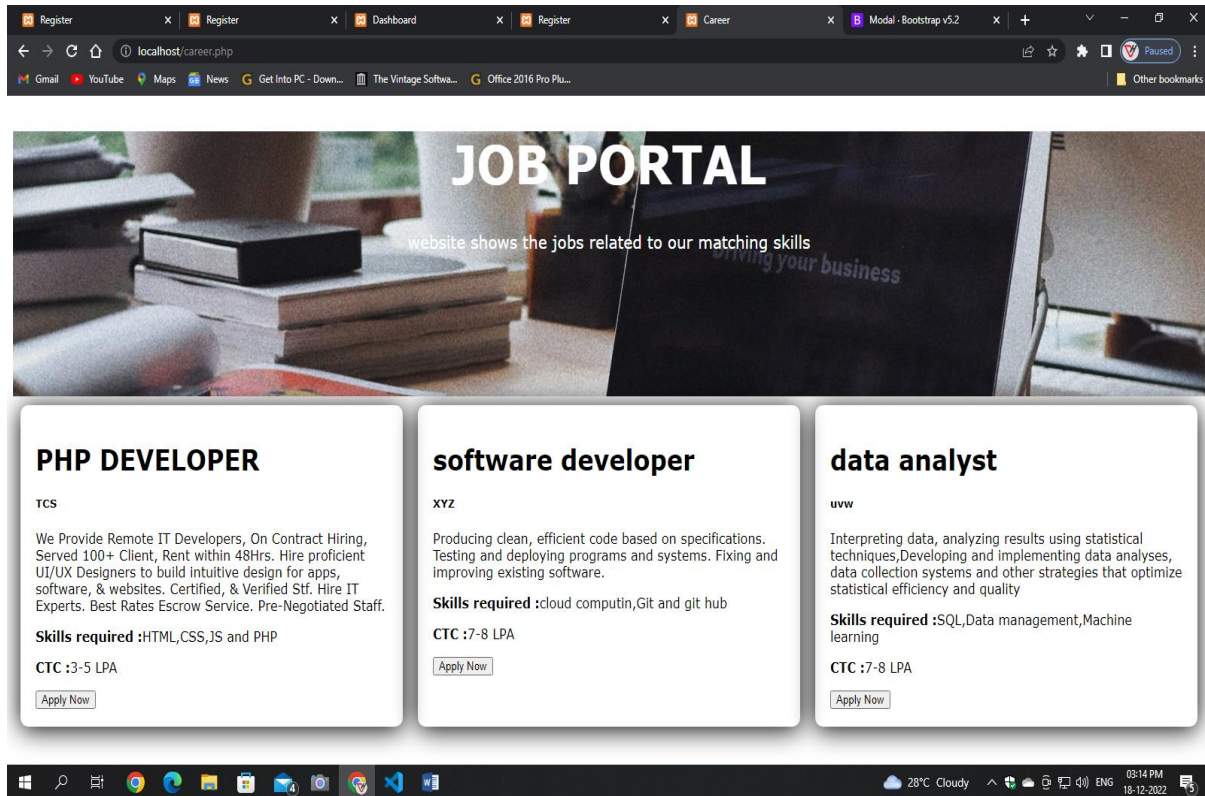 Register
Register
Dashboard
Register
Career
B Modal · Bootstrap v5.2
localhost/career.php
Paused
Gmail
YouTube
Maps
GE News
G Get Into PC - Down...
The Vintage Softwa...
G Office 2016 Pro Plu...
Other bookmarks
JOB PORTAL
website shows the jobs related to our matching skills
Driving your business
PHP DEVELOPER
TCS
We Provide Remote IT Developers, On Contract Hiring,
Served 100+ Client, Rent within 48Hrs. Hire proficient
UI/UX Designers to build intuitive design for apps,
software, & websites. Certified, & Verified Stf. Hire IT
Experts. Best Rates Escrow Service. Pre-Negotiated Staff.
Skills required :HTML,CSS,JS and PHP
CTC :3-5 LPA
Apply Now
software developer
XYZ
Producing clean, efficient code based on specifications.
Testing and deploying programs and systems. Fixing and
improving existing software.
Skills required :cloud computin,Git and git hub
CTC :7-8 LPA
Apply Now
data analyst
uvw
Interpreting data, analyzing results using statistical
techniques,Developing and implementing data analyses,
data collection systems and other strategies that optimize
statistical efficiency and quality
Skills required :SQL,Data management,Machine
learning
CTC :7-8 LPA
Apply Now
4
28°C Cloudy
ENG
03:14 PM
18-12-2022
5